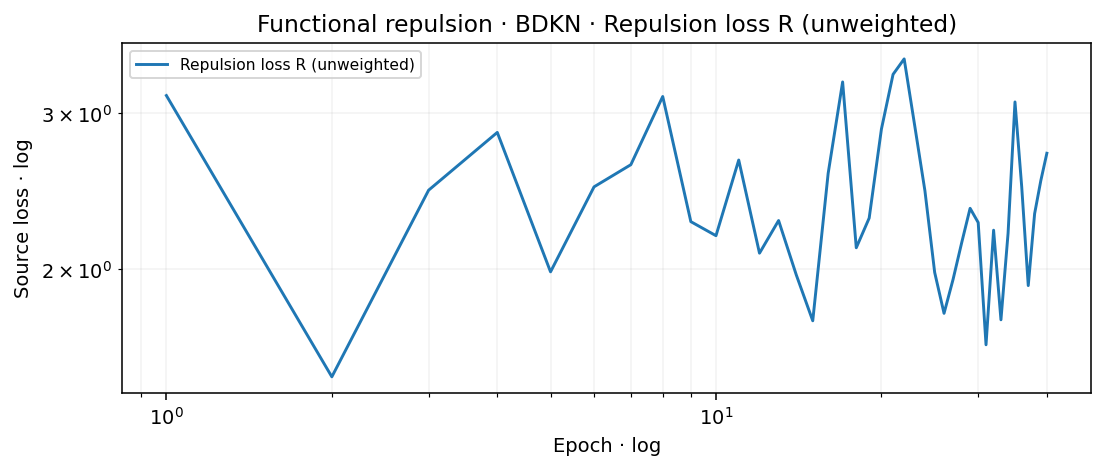 Functional repulsion · BDKN · Repulsion loss R (unweighted)
Repulsion loss R (unweighted)
3 × 10⁰
2 × 10⁰
Source loss · log
10⁰
10¹
Epoch · log